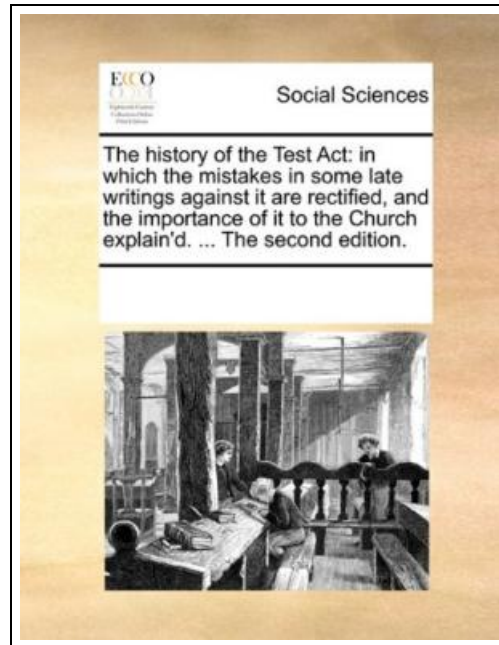 ECCO
Social Sciences
The history of the Test Act: in
which the mistakes in some late
writings against it are rectified, and
the importance of it to the Church
explain'd. ... The second edition.